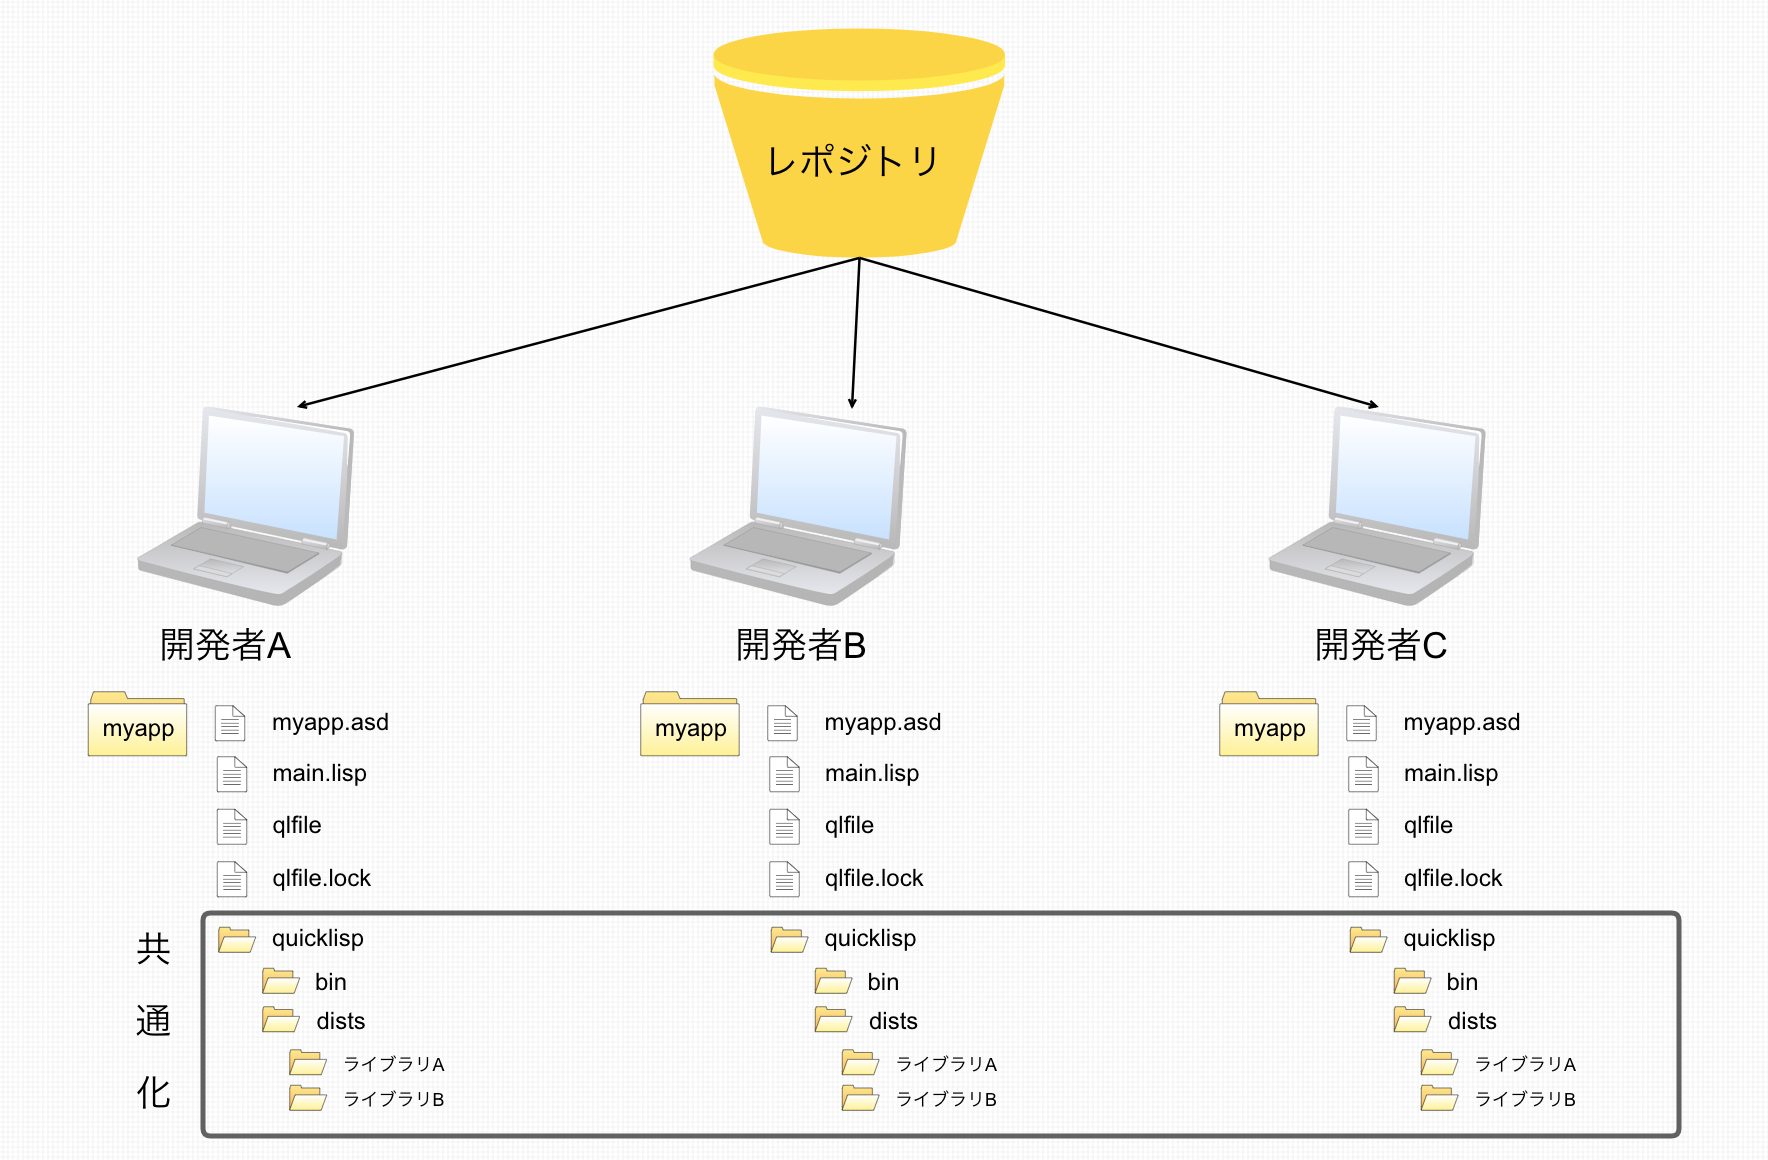 レポジトリ
開発者A
開発者B
開発者C
myapp
myapp.asd
main.lisp
qlfile
qlfile.lock
myapp
myapp.asd
main.lisp
qlfile
qlfile.lock
myapp
myapp.asd
main.lisp
qlfile
qlfile.lock
共通化
quicklisp
bin
dists
ライブラリA
ライブラリB
quicklisp
bin
dists
ライブラリA
ライブラリB
quicklisp
bin
dists
ライブラリA
ライブラリB